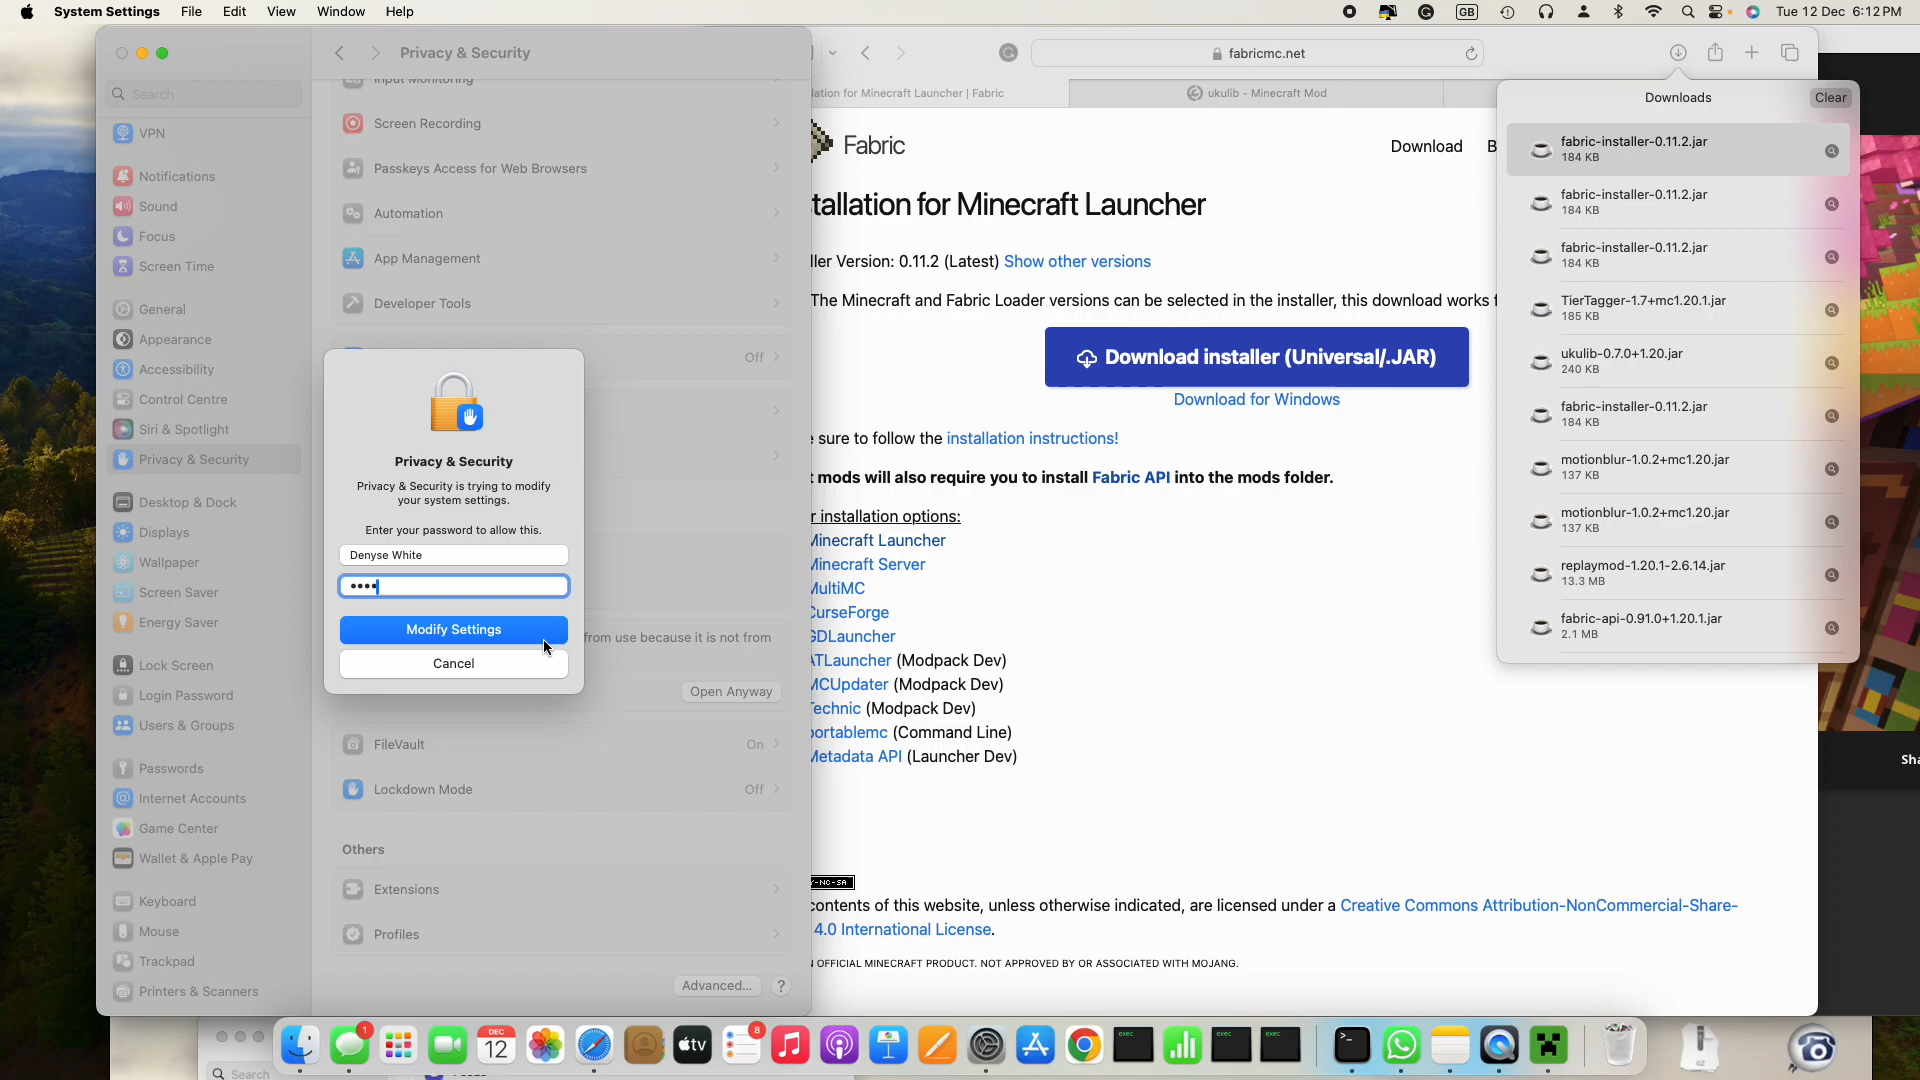 System Settings File Edit View Window Help
GB Tue 12 Dec 6:12 PM
Privacy & Security
Search
VPN
Notifications
Sound
Focus
Screen Time
General
Appearance
Accessibility
Control Centre
Siri & Spotlight
Privacy & Security
Desktop & Dock
Displays
Wallpaper
Screen Saver
Energy Saver
Lock Screen
Login Password
Users & Groups
Passwords
Internet Accounts
Game Center
Wallet & Apple Pay
Keyboard
Mouse
Trackpad
Printers & Scanners
Input Monitoring
Screen Recording
Passkeys Access for Web Browsers
Automation
App Management
Developer Tools
Off
from use because it is not from
Open Anyway
FileVault On
Lockdown Mode Off
Others
Extensions
Profiles
Advanced... ?
Privacy & Security
Privacy & Security is trying to modify
your system settings.
Enter your password to allow this.
Denyse White
••••
Modify Settings
Cancel
fabricmc.net
lation for Minecraft Launcher | Fabric
ukulib - Minecraft Mod
Fabric
Download B
tallation for Minecraft Launcher
ller Version: 0.11.2 (Latest) Show other versions
The Minecraft and Fabric Loader versions can be selected in the installer, this download works f
Download installer (Universal/.JAR)
Download for Windows
e sure to follow the installation instructions!
t mods will also require you to install Fabric API into the mods folder.
r installation options:
Minecraft Launcher
Minecraft Server
MultiMC
CurseForge
GDLauncher
ATLauncher (Modpack Dev)
MCUpdater (Modpack Dev)
Technic (Modpack Dev)
portablemc (Command Line)
Metadata API (Launcher Dev)
Y-NC-SA
contents of this website, unless otherwise indicated, are licensed under a Creative Commons Attribution-NonCommercial-Share-
4.0 International License.
N OFFICIAL MINECRAFT PRODUCT. NOT APPROVED BY OR ASSOCIATED WITH MOJANG.
Downloads
Clear
fabric-installer-0.11.2.jar
184 KB
fabric-installer-0.11.2.jar
184 KB
fabric-installer-0.11.2.jar
184 KB
TierTagger-1.7+mc1.20.1.jar
185 KB
ukulib-0.7.0+1.20.jar
240 KB
fabric-installer-0.11.2.jar
184 KB
motionblur-1.0.2+mc1.20.jar
137 KB
motionblur-1.0.2+mc1.20.jar
137 KB
replaymod-1.20.1-2.6.14.jar
13.3 MB
fabric-api-0.91.0+1.20.1.jar
2.1 MB
Sha
Search
1
DEC
12
tv
8
exec
exec
exec
GZ